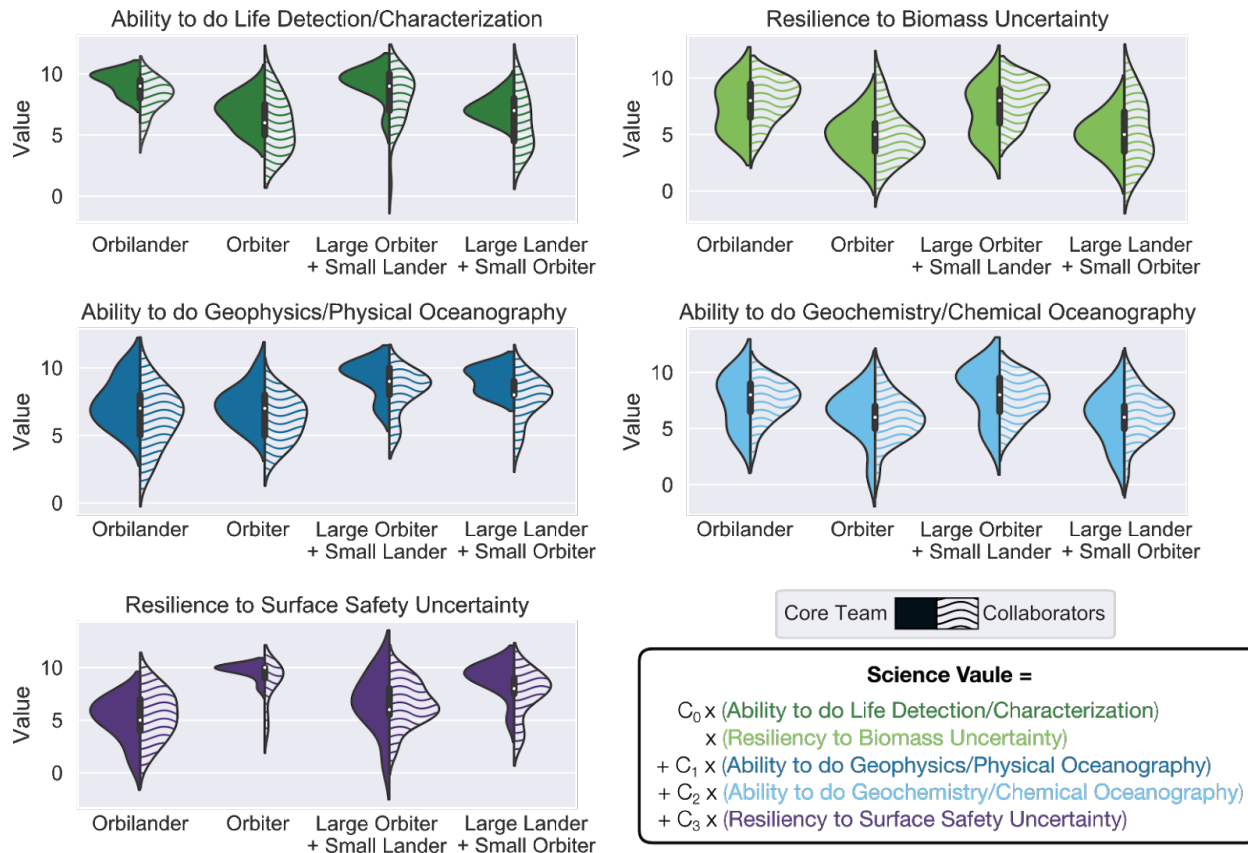 Ability to do Life Detection/Characterization
Value
10
5
0
Orbilander
Orbiter
Large Orbiter
+ Small Lander
Large Lander
+ Small Orbiter
Resilience to Biomass Uncertainty
Value
10
5
0
Orbilander
Orbiter
Large Orbiter
+ Small Lander
Large Lander
+ Small Orbiter
Ability to do Geophysics/Physical Oceanography
Value
10
5
0
Orbilander
Orbiter
Large Orbiter
+ Small Lander
Large Lander
+ Small Orbiter
Ability to do Geochemistry/Chemical Oceanography
Value
10
5
0
Orbilander
Orbiter
Large Orbiter
+ Small Lander
Large Lander
+ Small Orbiter
Resilience to Surface Safety Uncertainty
Value
10
5
0
Orbilander
Orbiter
Large Orbiter
+ Small Lander
Large Lander
+ Small Orbiter
Core Team Collaborators
Science Vaule =
C₀ x (Ability to do Life Detection/Characterization)
x (Resiliency to Biomass Uncertainty)
+ C₁ x (Ability to do Geophysics/Physical Oceanography)
+ C₂ x (Ability to do Geochemistry/Chemical Oceanography)
+ C₃ x (Resiliency to Surface Safety Uncertainty)